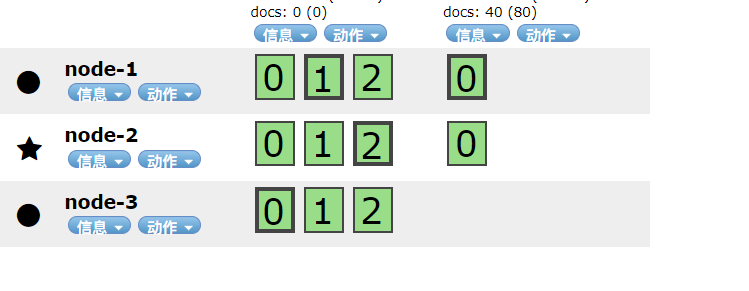 docs: 0 (0) docs: 40 (80)
信息 动作 信息 动作
node-1 0 1 2 0
信息 动作
node-2 0 1 2 0
信息 动作
node-3 0 1 2
信息 动作